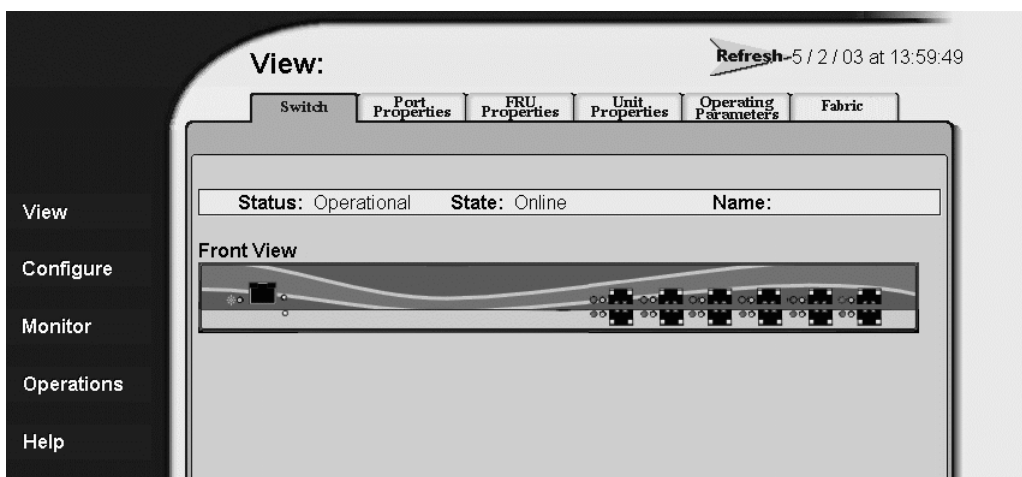 View:
Refresh-5 / 2 / 03 at 13:59:49
Switch
Port Properties
FRU Properties
Unit Properties
Operating Parameters
Fabric
Status: Operational State: Online Name:
Front View
View
Configure
Monitor
Operations
Help